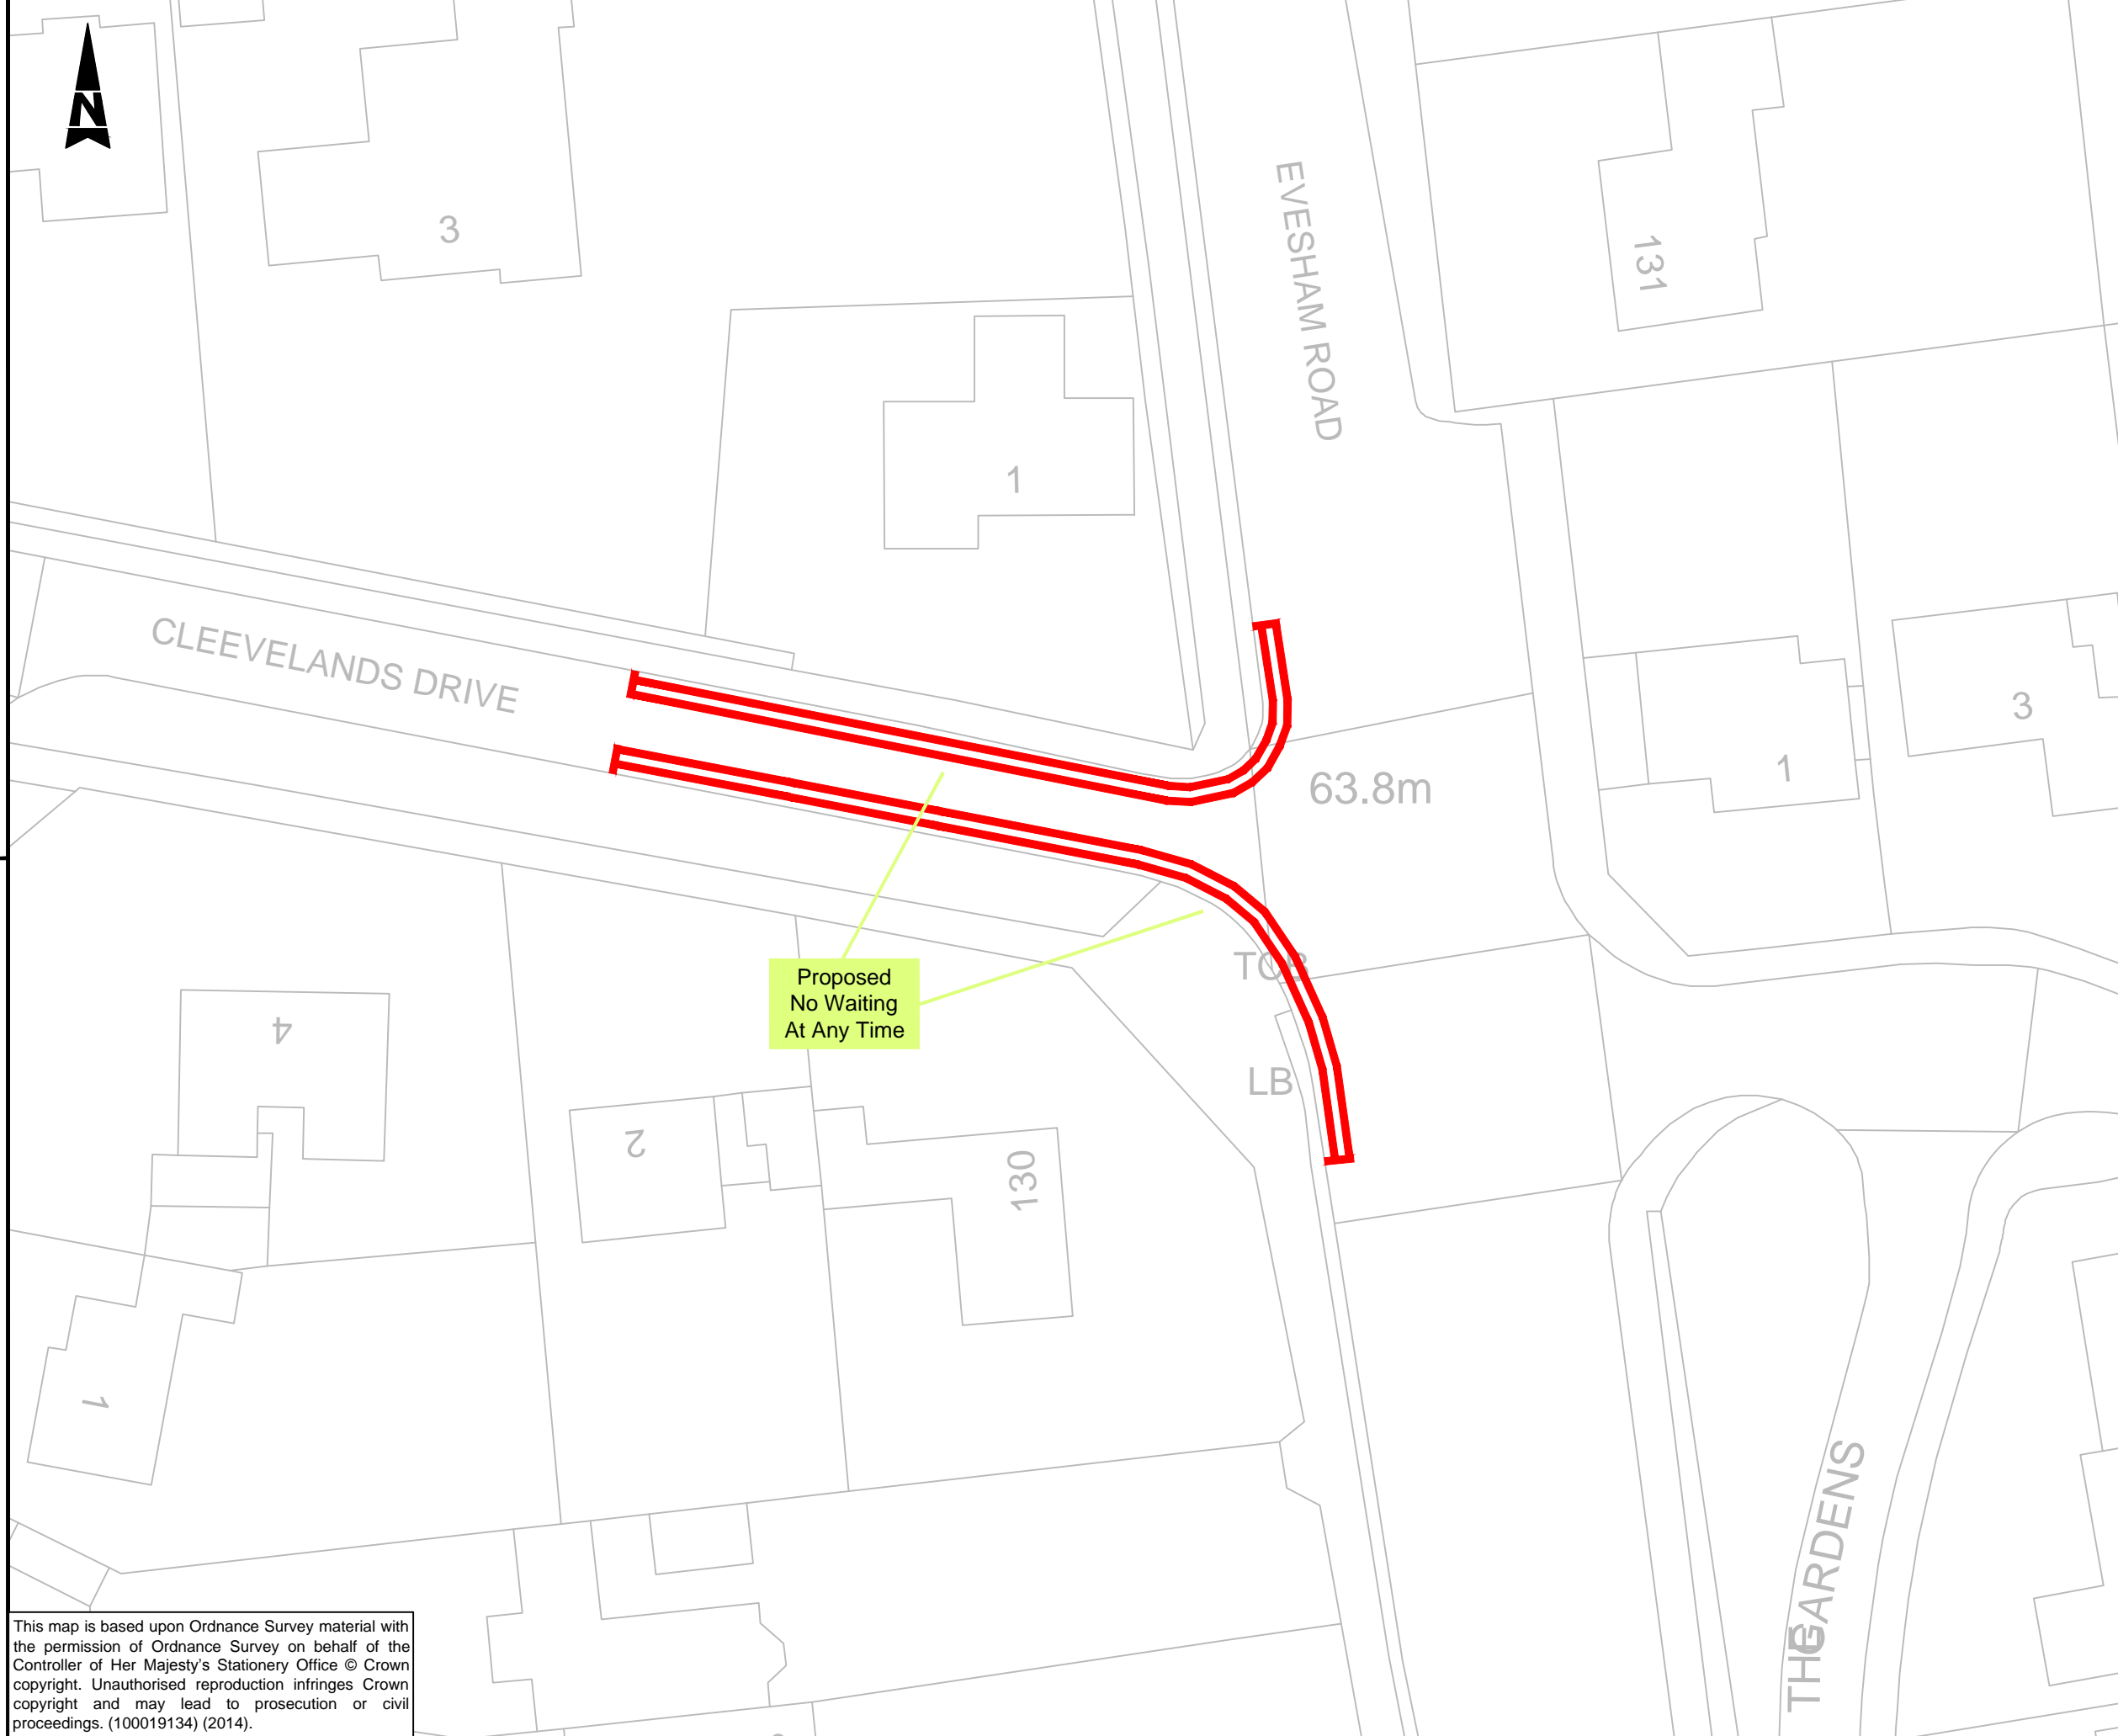 N
3
EVESHAM ROAD
131
1
CLEEVELANDS DRIVE
3
1
63.8m
TCB
Proposed
No Waiting
At Any Time
4
LB
2
130
1
THE
GARDENS
This map is based upon Ordnance Survey material with
the permission of Ordnance Survey on behalf of the
Controller of Her Majesty's Stationery Office © Crown
copyright. Unauthorised reproduction infringes Crown
copyright and may lead to prosecution or civil
proceedings. (100019134) (2014).